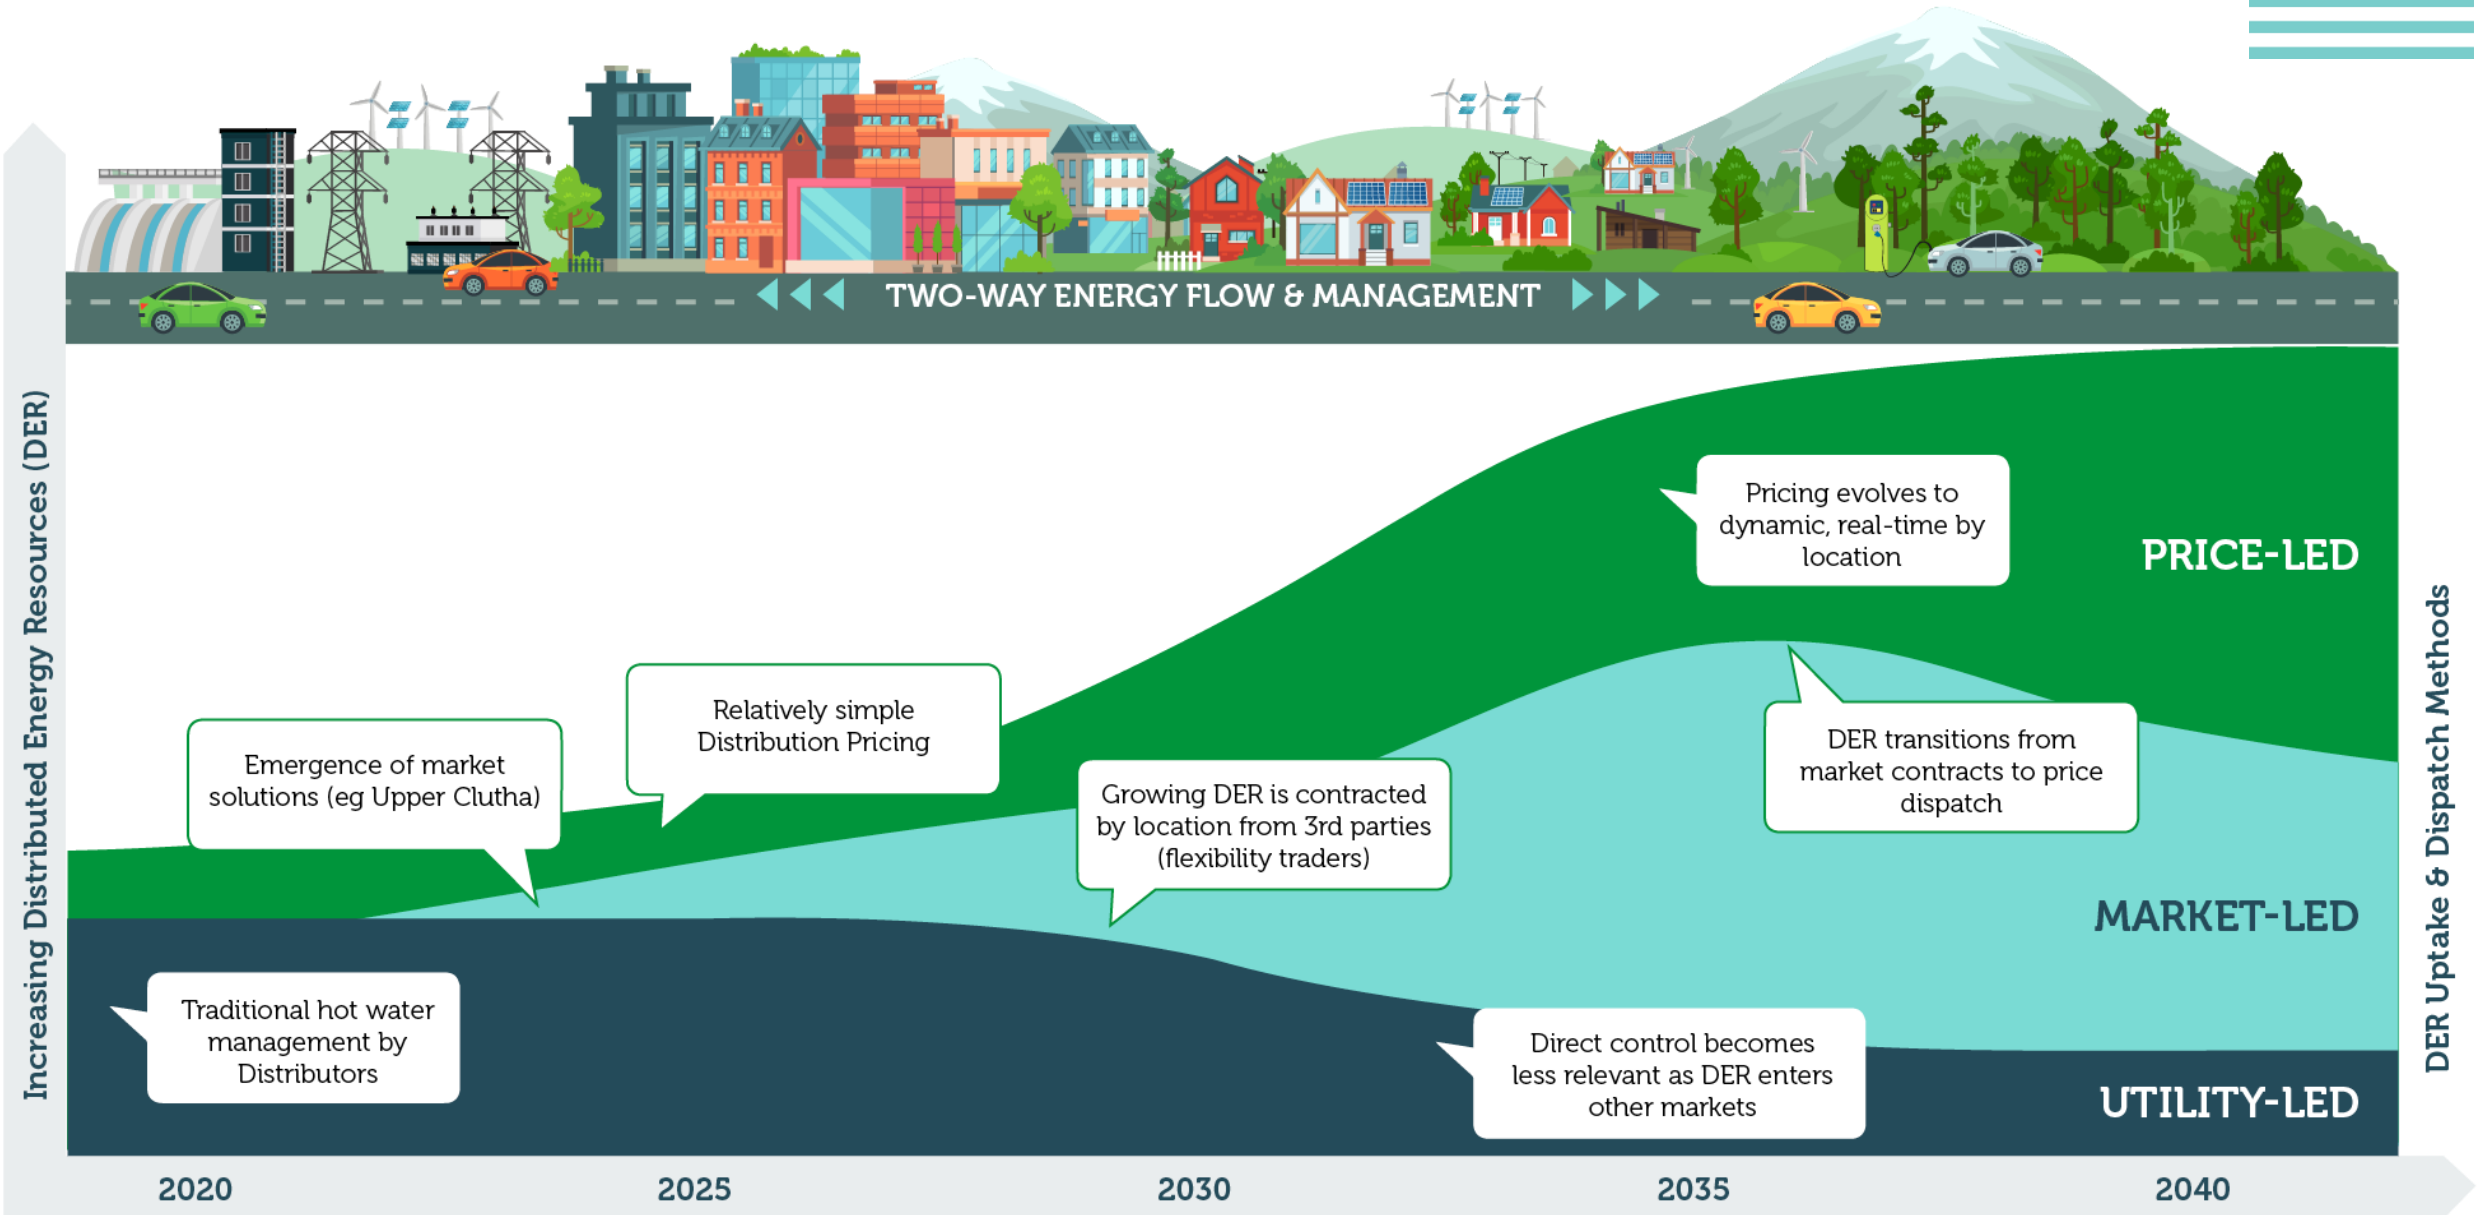 TWO-WAY ENERGY FLOW & MANAGEMENT
Increasing Distributed Energy Resources (DER)
Pricing evolves to
dynamic, real-time by
location
PRICE-LED
Relatively simple
Distribution Pricing
Emergence of market
solutions (eg Upper Clutha)
Growing DER is contracted
by location from 3rd parties
(flexibility traders)
DER transitions from
market contracts to price
dispatch
MARKET-LED
Traditional hot water
management by
Distributors
Direct control becomes
less relevant as DER enters
other markets
UTILITY-LED
DER Uptake & Dispatch Methods
2020
2025
2030
2035
2040